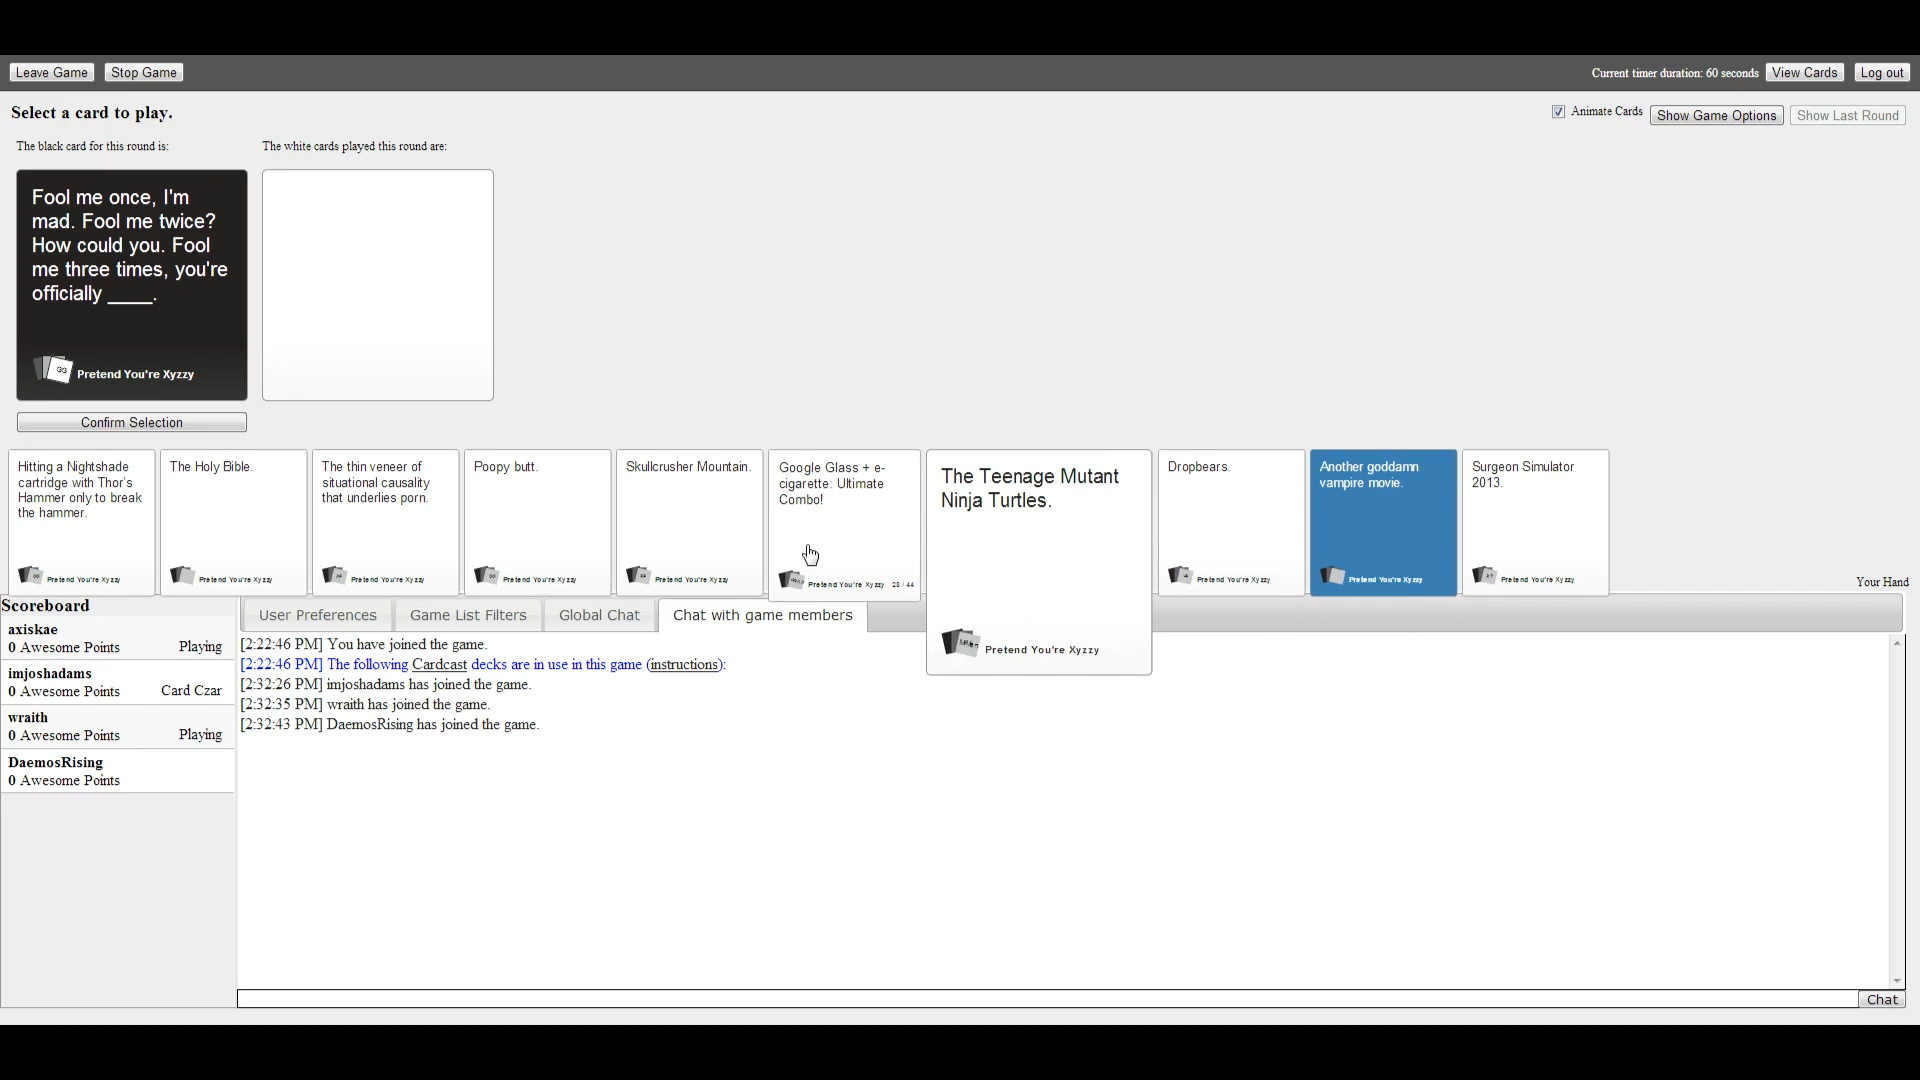 Leave Game Stop Game Current timer duration: 60 seconds View Cards Log out
Select a card to play. Animate Cards Show Game Options Show Last Round
The black card for this round is: The white cards played this round are:
Fool me once, I'm
mad. Fool me twice?
How could you. Fool
me three times, you're
officially ____.
GG Pretend You're Xyzzy
Confirm Selection
Hitting a Nightshade
cartridge with Thor's
Hammer only to break
the hammer.
Pretend You're Xyzzy
The Holy Bible.
Pretend You're Xyzzy
The thin veneer of
situational causality
that underlies porn.
Pretend You're Xyzzy
Poopy butt.
Pretend You're Xyzzy
Skullcrusher Mountain.
Pretend You're Xyzzy
Google Glass + e-
cigarette: Ultimate
Combo!
Pretend You're Xyzzy 28 / 44
The Teenage Mutant
Ninja Turtles.
Pretend You're Xyzzy
Dropbears.
Pretend You're Xyzzy
Another goddamn
vampire movie.
Pretend You're Xyzzy
Surgeon Simulator
2013.
Pretend You're Xyzzy
Your Hand
Scoreboard
axiskae
0 Awesome Points Playing
imjoshadams
0 Awesome Points Card Czar
wraith
0 Awesome Points Playing
DaemosRising
0 Awesome Points
User Preferences Game List Filters Global Chat Chat with game members
[2:22:46 PM] You have joined the game.
[2:22:46 PM] The following Cardcast decks are in use in this game (instructions):
[2:32:26 PM] imjoshadams has joined the game.
[2:32:35 PM] wraith has joined the game.
[2:32:43 PM] DaemosRising has joined the game.
Chat